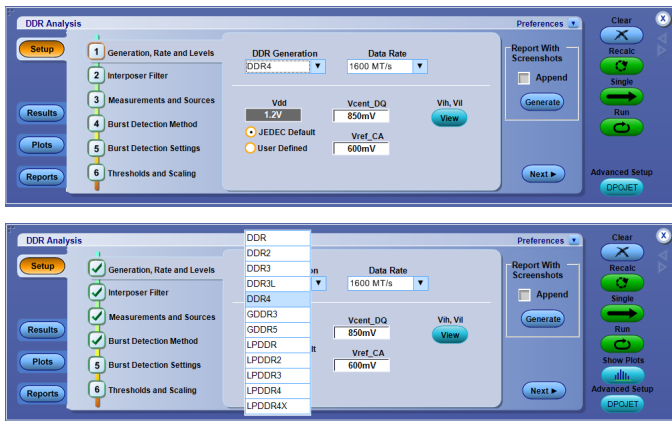 DDR Analysis
Preferences
Clear
X
Setup
1 Generation, Rate and Levels
DDR Generation
Data Rate
DDR4
1600 MT/s
Report With
Screenshots
Append
Generate
Recalc
Single
Run
2 Interposer Filter
3 Measurements and Sources
Vdd
Vcent_DQ
Vih, Vil
1.2V
850mV
View
Results
4 Burst Detection Method
JEDEC Default
Vref_CA
Plots
5 Burst Detection Settings
User Defined
600mV
Reports
6 Thresholds and Scaling
Next
Advanced Setup
DPOJET
DDR Analysis
Preferences
Clear
X
Setup
Generation, Rate and Levels
Interposer Filter
Measurements and Sources
Results
Burst Detection Method
Plots
5 Burst Detection Settings
Reports
6 Thresholds and Scaling
DDR
DDR2
DDR3
DDR3L
DDR4
GDDR3
GDDR5
LPDDR
LPDDR2
LPDDR3
LPDDR4
LPDDR4X
on
Data Rate
1600 MT/s
Vcent_DQ
Vih, Vil
850mV
View
lt
Vref_CA
600mV
Report With
Screenshots
Append
Generate
Next
Recalc
Single
Run
Show Plots
Advanced Setup
DPOJET